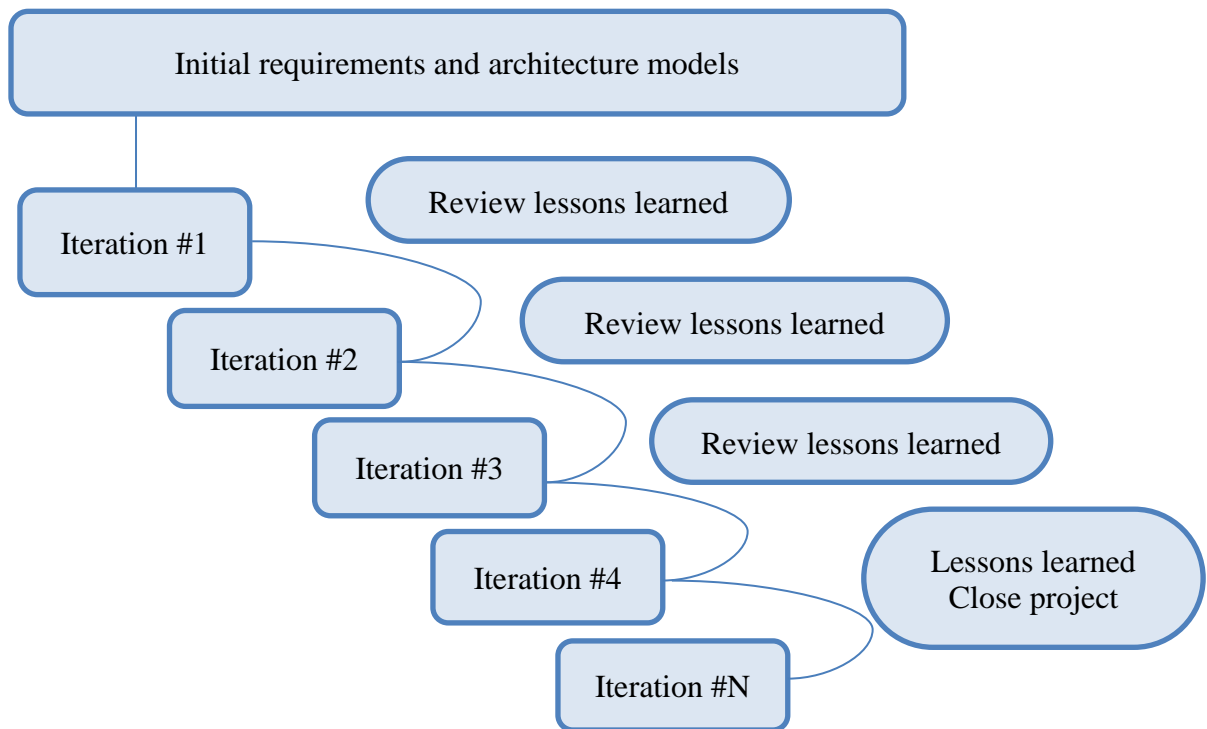 Initial requirements and architecture models
Review lessons learned
Iteration #1
Review lessons learned
Iteration #2
Review lessons learned
Iteration #3
Lessons learned
Close project
Iteration #4
Iteration #N